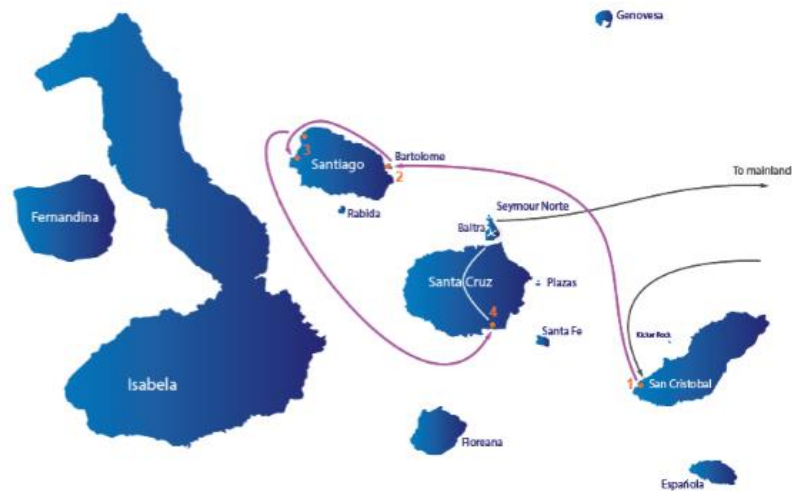 Genovesa
3
Santiago
Bartolome
2
To mainland
Fernandina
Rabida
Seymour Norte
Baltra
Santa Cruz
Plazas
4
Santa Fe
Kicker Rock
Isabela
1
San Cristobal
Floreana
Española